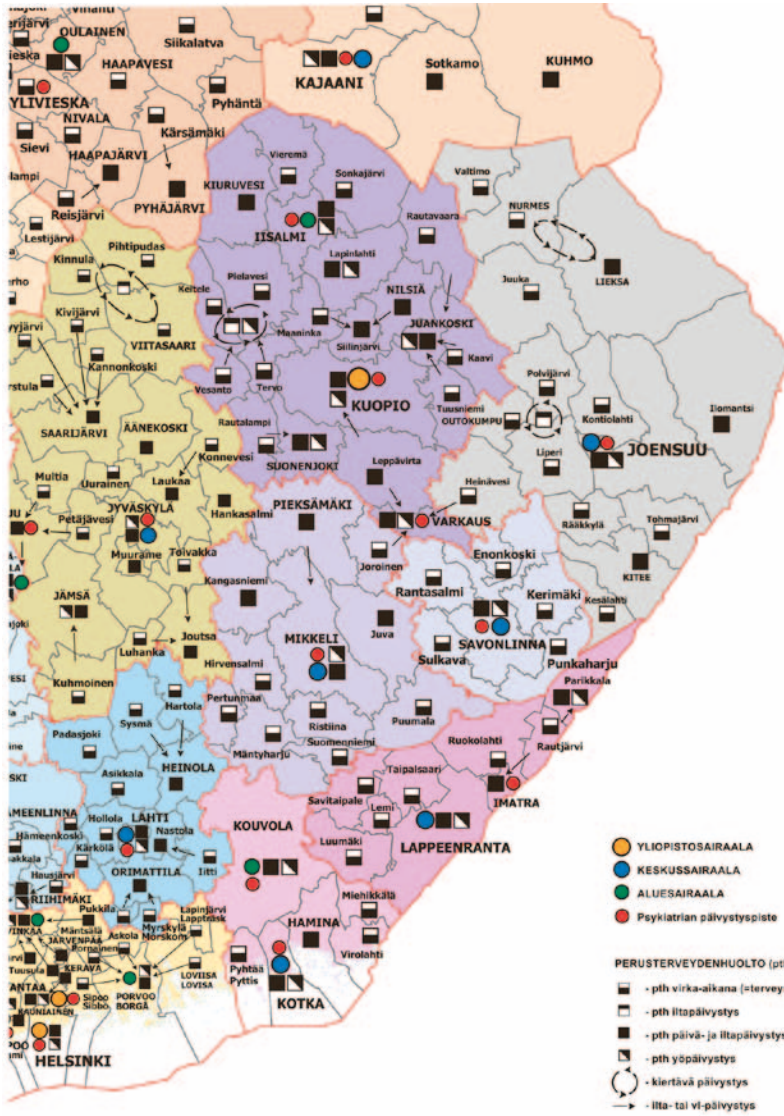 OULAINEN
Siikalatva
HAAPAVESI
YLIVIESKA
Pyhäntä
NIVALA
Kärsämäki
Sievi
HAAPAJÄRVI
Reisjärvi
PYHÄJÄRVI
Lestijärvi
KAJAANI
Sotkamo
KUHMO
Vieremä
Sonkajärvi
KIURUVESI
IISALMI
Rautavaara
Lapinlahti
Valtimo
NURMES
LIEKSA
Juuka
Pihtipudas
Kinnula
Kivijärvi
VIITASAARI
Kannonkoski
SAARIJÄRVI
ÄÄNEKOSKI
Keitele
Pielavesi
NILSIÄ
Maaninka
Siilinjärvi
JUANKOSKI
Kaavi
Vesanto
Tervo
KUOPIO
Tuusniemi
Rautalampi
SUONENJOKI
Leppävirta
VARKAUS
Polvijärvi
OUTOKUMPU
Kontiolahti
Ilomantsi
JOENSUU
Liperi
Heinävesi
Rääkkylä
Tohmajärvi
KITEE
Kesälahti
Multia
Uurainen
Laukaa
Konnevesi
JYVÄSKYLÄ
Petäjävesi
Hankasalmi
Muurame
Toivakka
JÄMSÄ
Joutsa
Luhanka
Kuhmoinen
PIEKSÄMÄKI
Joroinen
Kangasniemi
Juva
MIKKELI
Hirvensalmi
Pertunmaa
Ristiina
Puumala
Mäntyharju
Suomenniemi
Enonkoski
Rantasalmi
Kerimäki
SAVONLINNA
Sulkava
Punkaharju
Parikkala
Rautjärvi
Ruokolahti
IMATRA
Taipalsaari
Savitaipale
Lemi
LAPPEENRANTA
Luumäki
Hartola
Sysmä
Padasjoki
HEINOLA
Asikkala
LAHTI
Hollola
Nastola
Hämeenkoski
Kärkölä
Iitti
ORIMATTILA
Hausjärvi
RIIHIMÄKI
KOUVOLA
Miehikkälä
HAMINA
Virolahti
Pyhtää
Pyttis
KOTKA
Pukkila
Mäntsälä
JÄRVENPÄÄ
Askola
Myrskylä
Mörskom
Lapinjärvi
Lappträsk
Pornainen
KERAVA
Tuusula
Sipoo
Sibbo
PORVOO
BORGÅ
LOVIISA
LOVISA
KAUNIAINEN
HELSINKI
YLIOPISTOSAIRAALA
KESKUSSAIRAALA
ALUESAIRAALA
Psykiatrian päivystyspiste
PERUSTERVEYDENHUOLTO (pt
- pth virka-aikana (=tervey
- pth iltapäivystys
- pth päivä- ja iltapäivystys
- pth yöpäivystys
- kiertävä päivystys
- ilta- tai vl-päivystys